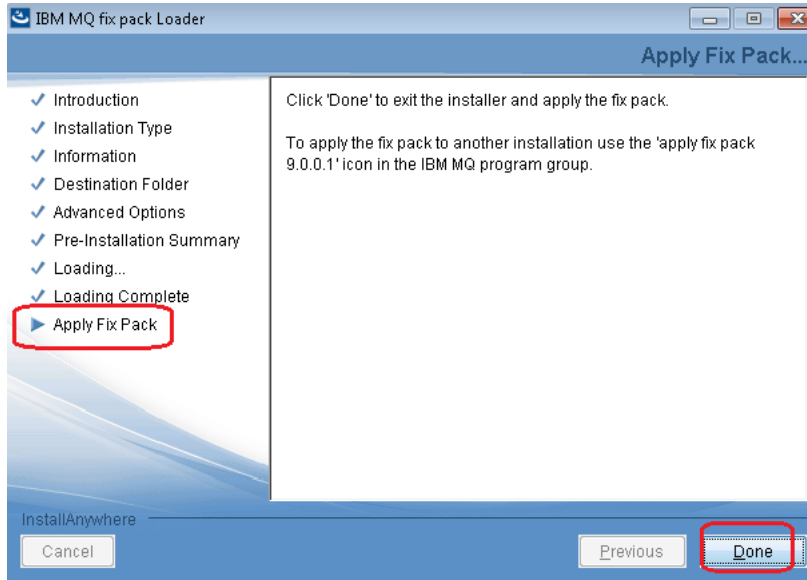 IBM MQ fix pack Loader
Apply Fix Pack...
Introduction
Installation Type
Information
Destination Folder
Advanced Options
Pre-Installation Summary
Loading...
Loading Complete
Apply Fix Pack
Click 'Done' to exit the installer and apply the fix pack.
To apply the fix pack to another installation use the 'apply fix pack
9.0.0.1' icon in the IBM MQ program group.
InstallAnywhere
Cancel
Previous
Done